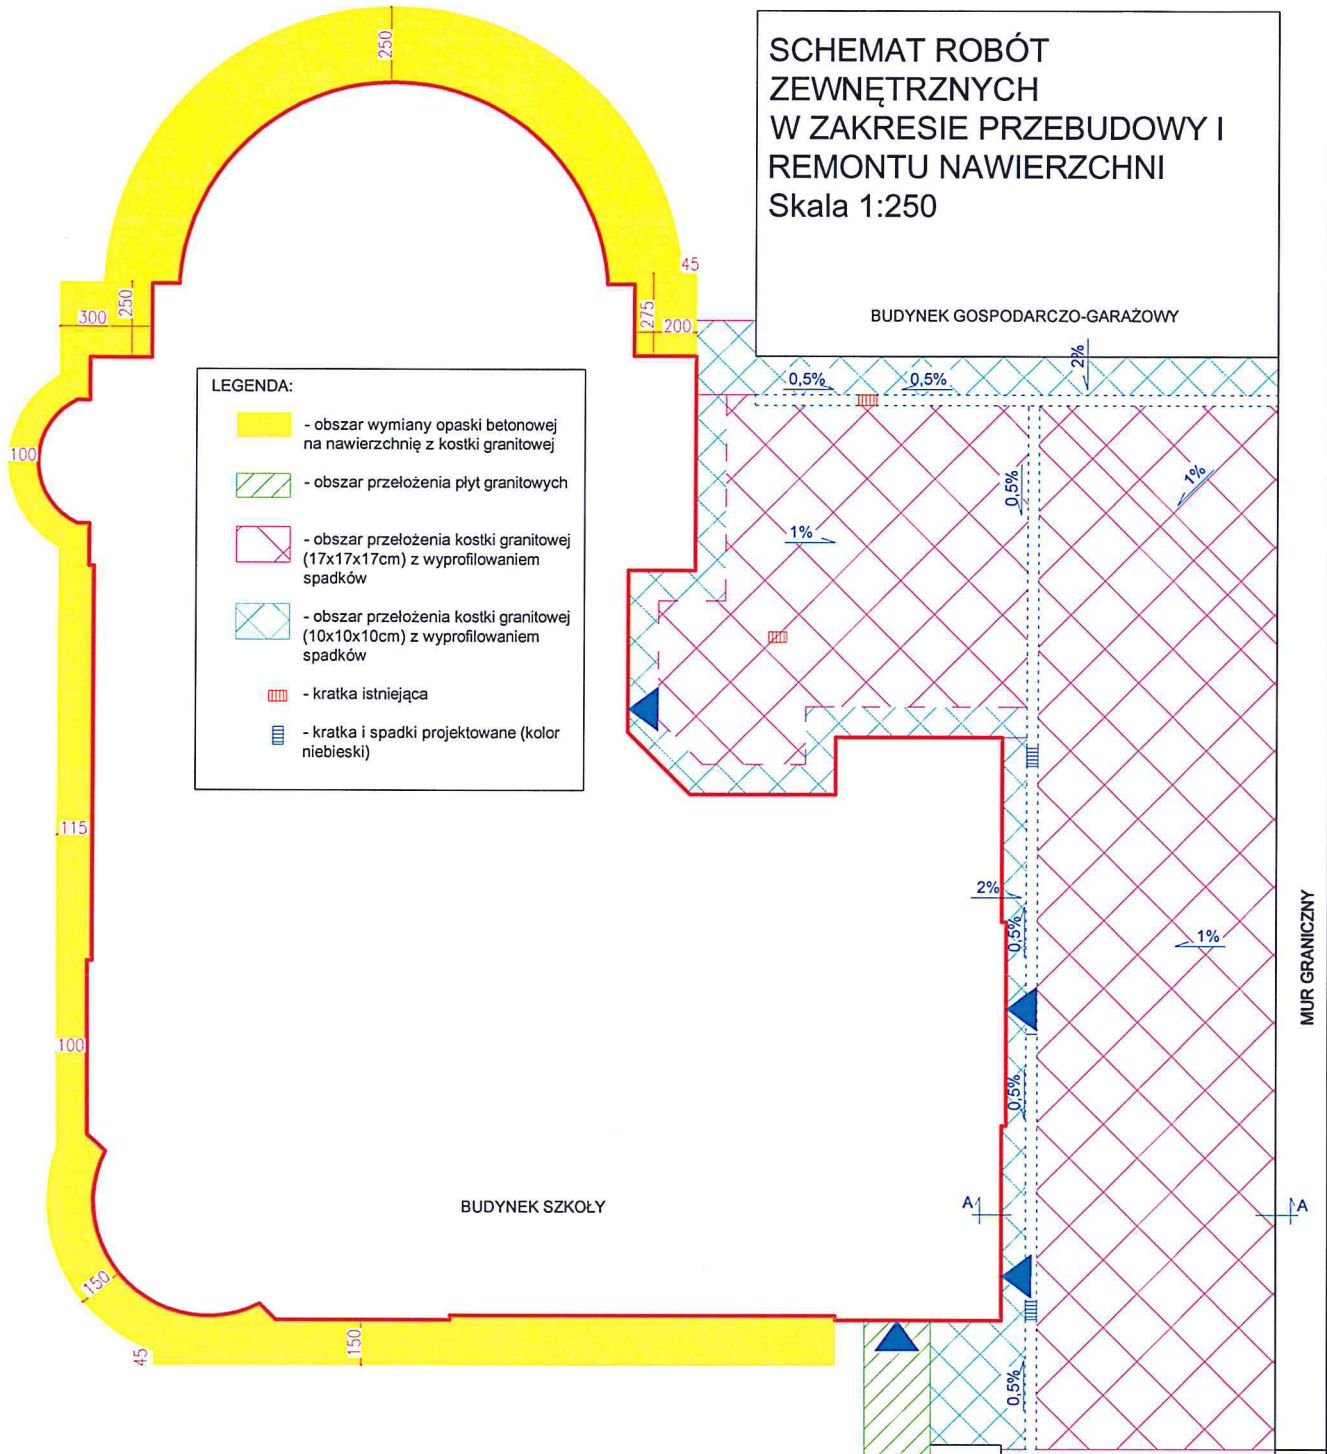 SCHEMAT ROBÓT
ZEWNĘTRZNYCH
W ZAKRESIE PRZEBUDOWY I
REMONTU NAWIERZCHNI
Skala 1:250
BUDYNEK GOSPODARCZO-GARAŻOWY
250
45
250
300
275
200
2%
0,5%
0,5%
LEGENDA:
- obszar wymiany opaski betonowej
na nawierzchnię z kostki granitowej
- obszar przełożenia płyt granitowych
- obszar przełożenia kostki granitowej
(17x17x17cm) z wyprofilowaniem
spadków
- obszar przełożenia kostki granitowej
(10x10x10cm) z wyprofilowaniem
spadków
- kratka istniejąca
- kratka i spadki projektowane (kolor
niebieski)
100
0,5%
1%
1%
115
2%
0,5%
1%
MUR GRANICZNY
100
0,5%
BUDYNEK SZKOŁY
A
A
150
45
150
0,5%